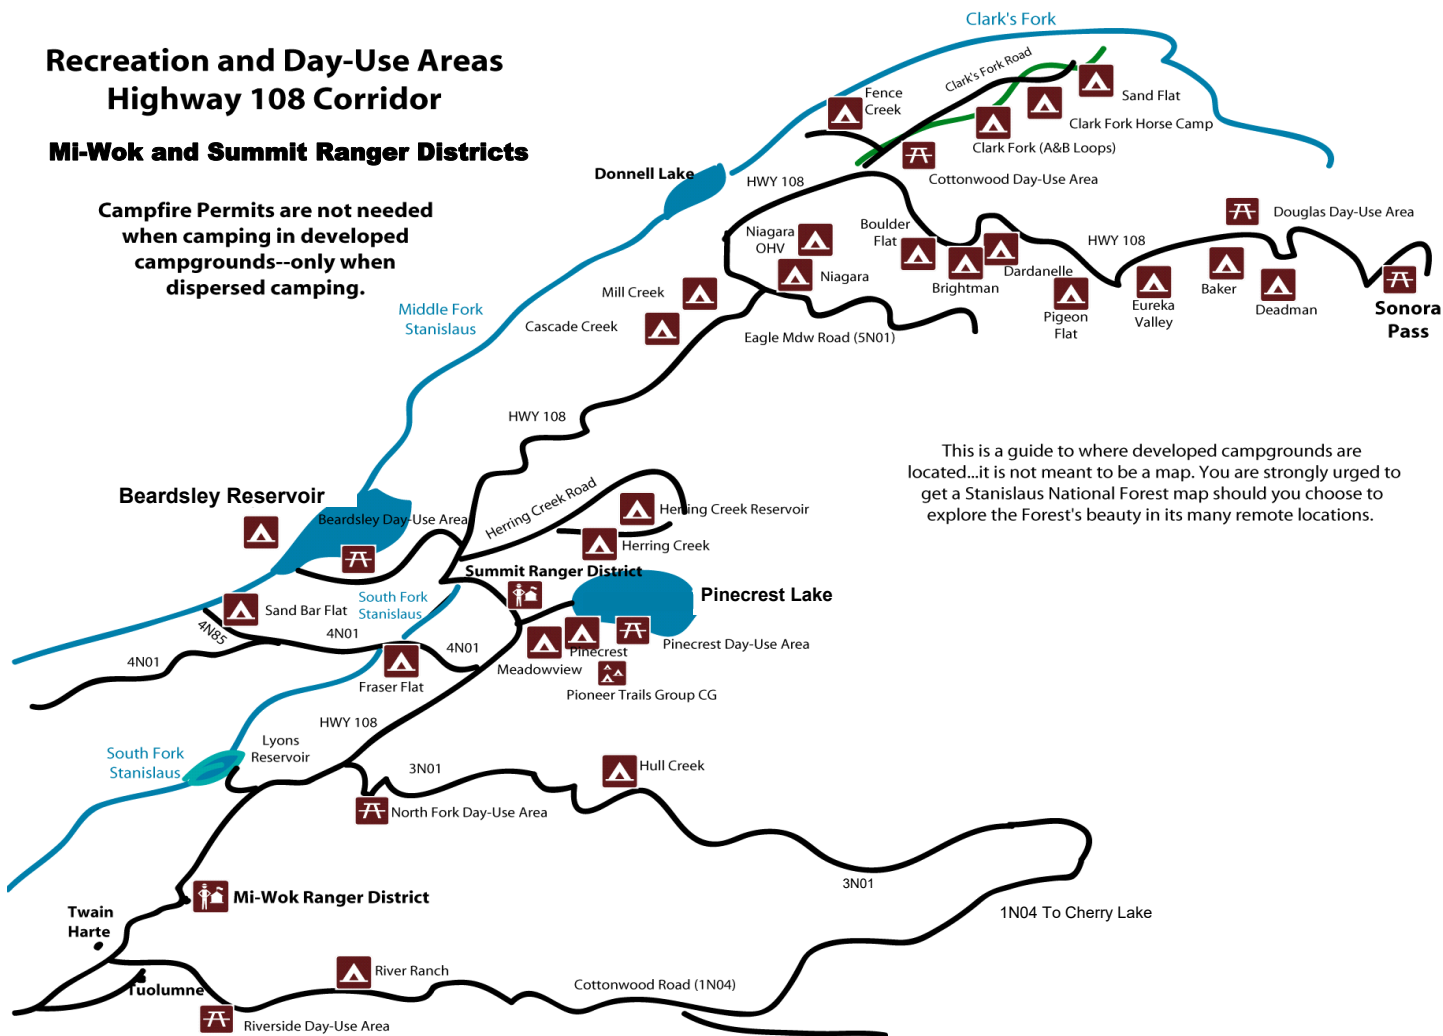 Recreation and Day-Use Areas
Highway 108 Corridor
Mi-Wok and Summit Ranger Districts
Campfire Permits are not needed
when camping in developed
campgrounds--only when
dispersed camping.
Clark's Fork
Clark's Fork Road
Fence
Creek
Sand Flat
Clark Fork Horse Camp
Clark Fork (A&B Loops)
Cottonwood Day-Use Area
Donnell Lake
HWY 108
Niagara
OHV
Niagara
Boulder
Flat
Brightman
Dardanelle
HWY 108
Pigeon
Flat
Eureka
Valley
Baker
Douglas Day-Use Area
Deadman
Sonora
Pass
Mill Creek
Cascade Creek
Eagle Mdw Road (5N01)
Middle Fork
Stanislaus
HWY 108
This is a guide to where developed campgrounds are
located...it is not meant to be a map. You are strongly urged to
get a Stanislaus National Forest map should you choose to
explore the Forest's beauty in its many remote locations.
Beardsley Reservoir
Beardsley Day-Use Area
Herring Creek Road
Herring Creek Reservoir
Herring Creek
Summit Ranger District
Pinecrest Lake
South Fork
Stanislaus
Sand Bar Flat
4N85
4N01
4N01
4N01
Fraser Flat
Meadowview
Pinecrest
Pinecrest Day-Use Area
Pioneer Trails Group CG
HWY 108
Lyons
Reservoir
South Fork
Stanislaus
3N01
Hull Creek
North Fork Day-Use Area
3N01
1N04 To Cherry Lake
Mi-Wok Ranger District
Twain
Harte
Tuolumne
River Ranch
Cottonwood Road (1N04)
Riverside Day-Use Area